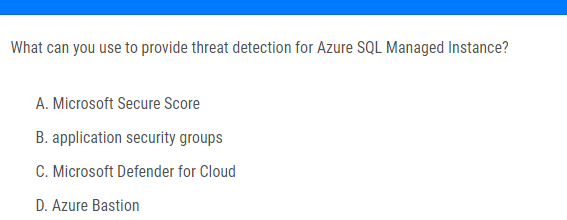 What can you use to provide threat detection for Azure SQL Managed Instance?
A. Microsoft Secure Score
B. application security groups
C. Microsoft Defender for Cloud
D. Azure Bastion